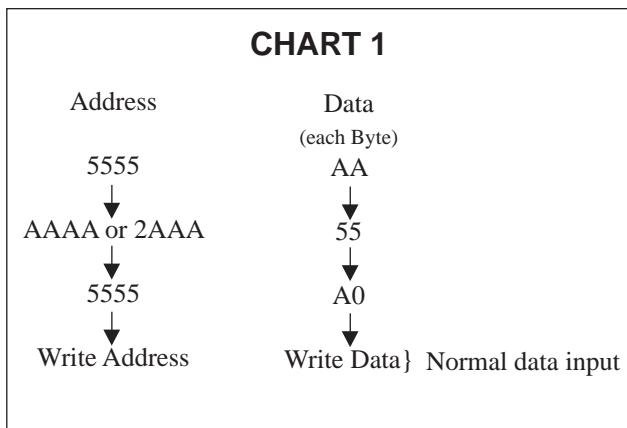 CHART 1
Address Data
(each Byte)
5555 AA
AAAA or 2AAA 55
5555 A0
Write Address Write Data} Normal data input